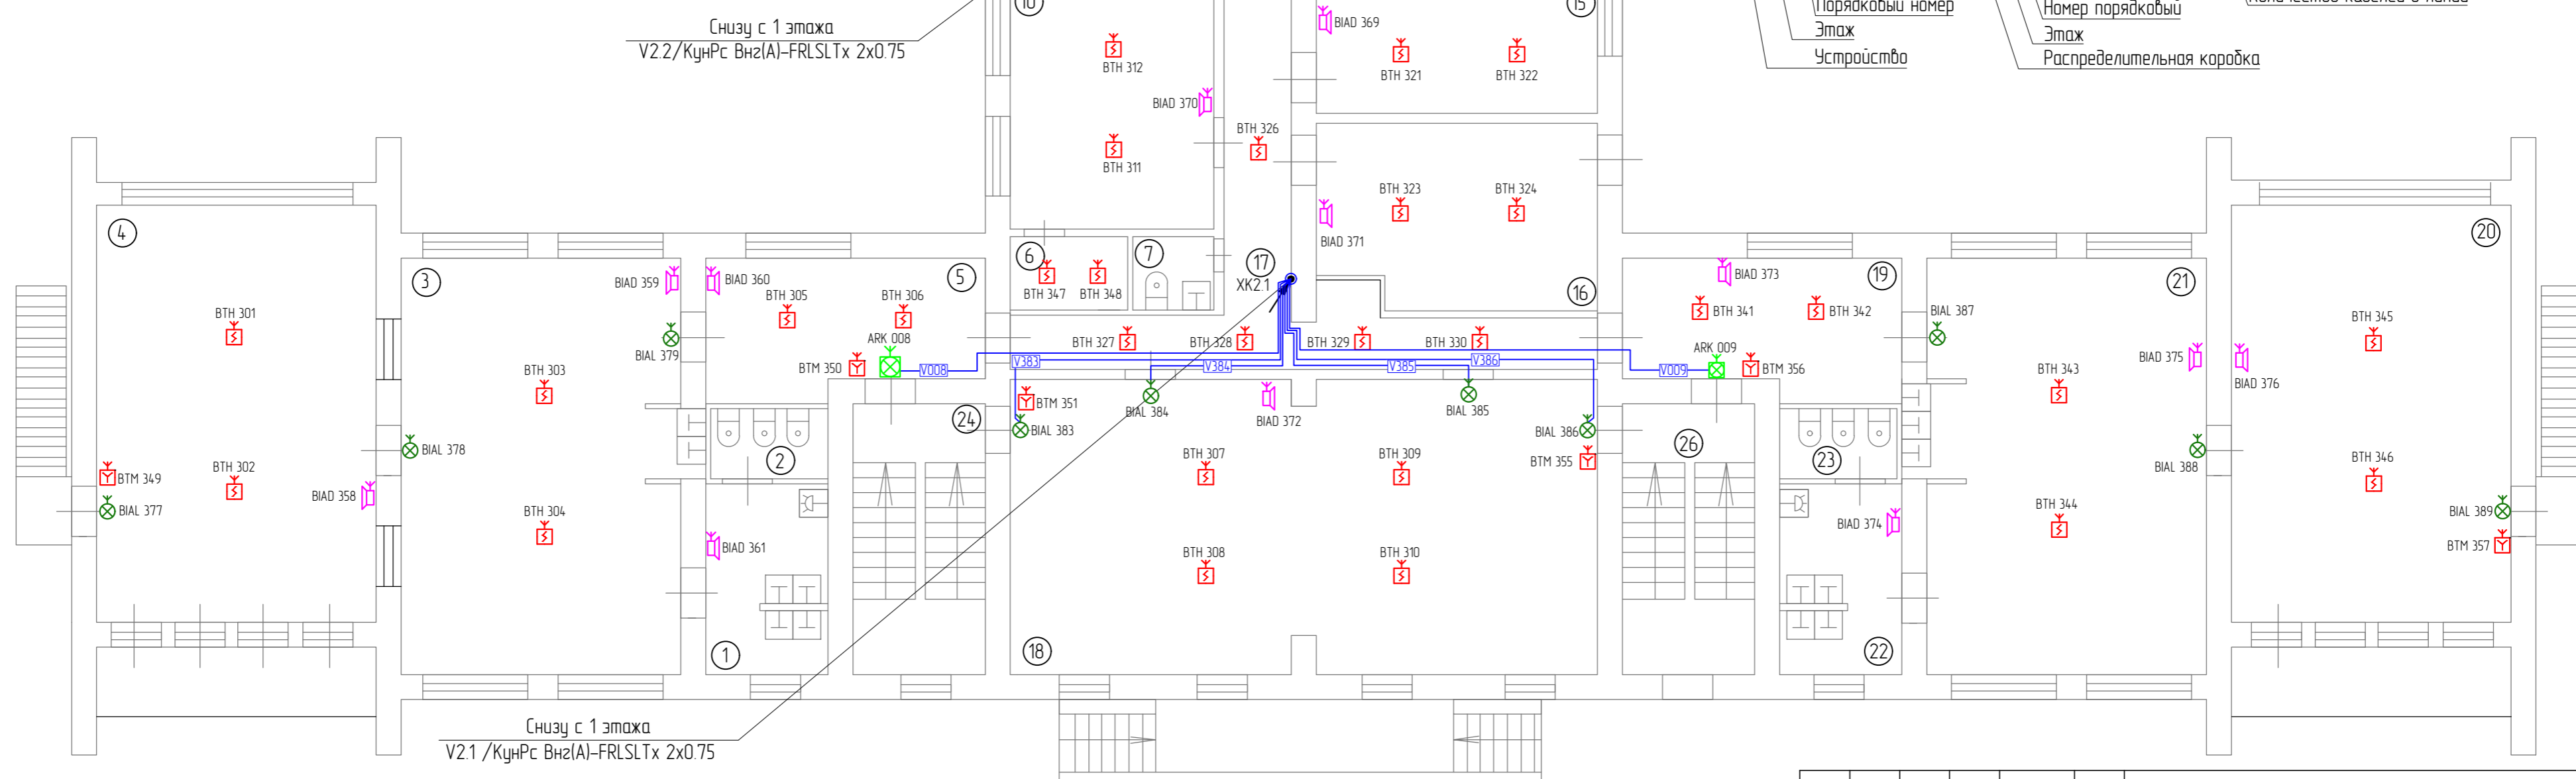 10
15
BIAD 369
Порядковый номер
Номер порядковый
Снизу с 1 этажа
V2.2/КунРс Внг(А)-FRLSLTx 2х0.75
Этаж
Этаж
Устройство
Распределительная коробка
BTH 312
BTH 321
BTH 322
BIAD 370
BTH 326
BTH 311
BTH 323
BTH 324
4
20
BIAD 371
6
7
17
XK2.1
3
BIAD 359
BIAD 360
5
BTH 347
BTH 348
16
BIAD 373
19
21
BTH 305
BTH 306
BTH 341
BTH 342
BIAL 387
BTH 301
BTH 345
ARK 008
BTH 327
BTH 328
BTH 329
BTH 330
ARK 009
BIAL 379
BTM 350
V008
V383
V384
V385
V386
V009
BTM 356
BIAD 375
BIAD 376
BTH 303
BTH 343
BTM 351
BIAL 384
BIAD 372
BIAL 385
24
BIAL 383
BIAL 386
26
BIAL 378
2
23
BTH 302
BTM 349
BTH 307
BTH 309
BTM 355
BIAL 388
BTH 346
BIAD 358
BIAL 377
BTH 304
BTH 344
BIAD 374
BIAL 389
BIAD 361
BTH 308
BTH 310
BTM 357
1
18
22
Снизу с 1 этажа
V2.1 /КунРс Внг(А)-FRLSLTx 2х0.75